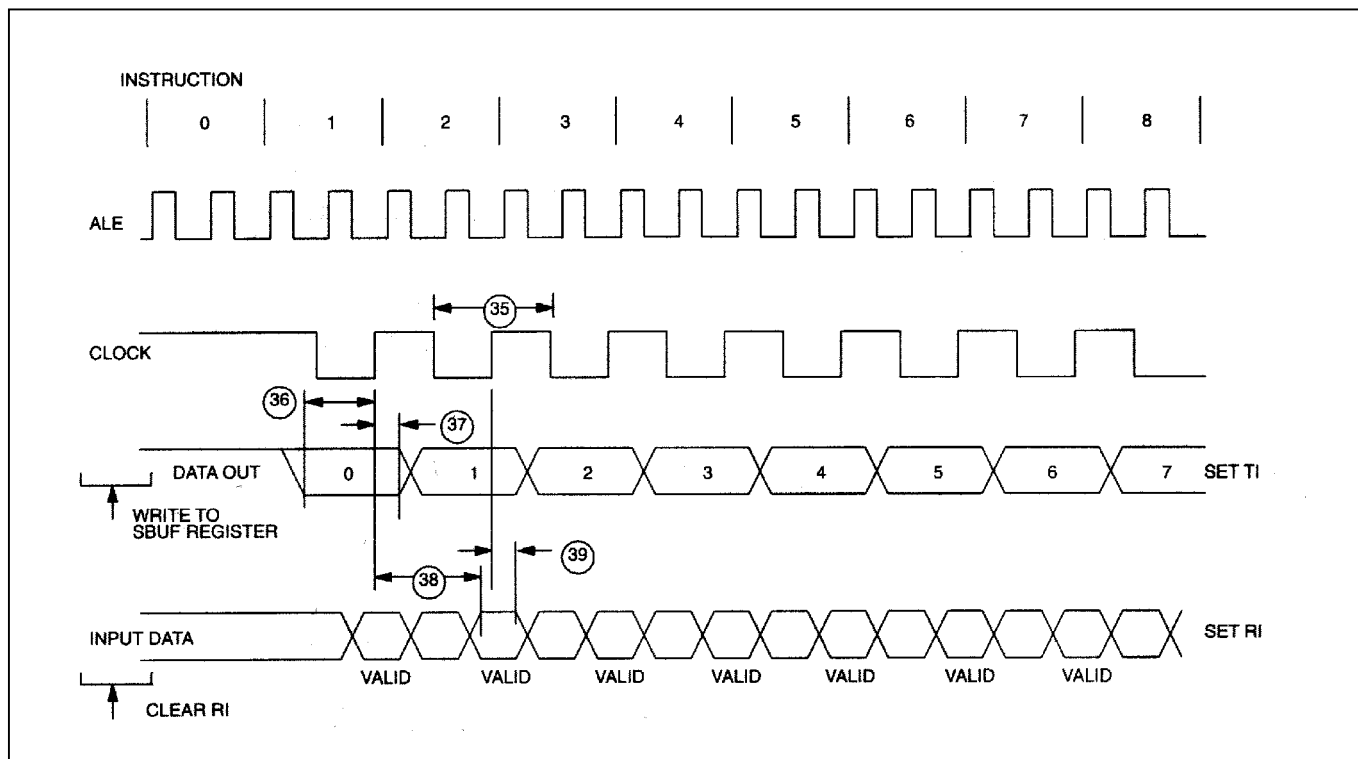 INSTRUCTION
0 1 2 3 4 5 6 7 8
ALE
35
CLOCK
36
37
DATA OUT 0 1 2 3 4 5 6 7 SET TI
WRITE TO
SBUF REGISTER
39
38
INPUT DATA SET RI
VALID VALID VALID VALID VALID VALID VALID
CLEAR RI